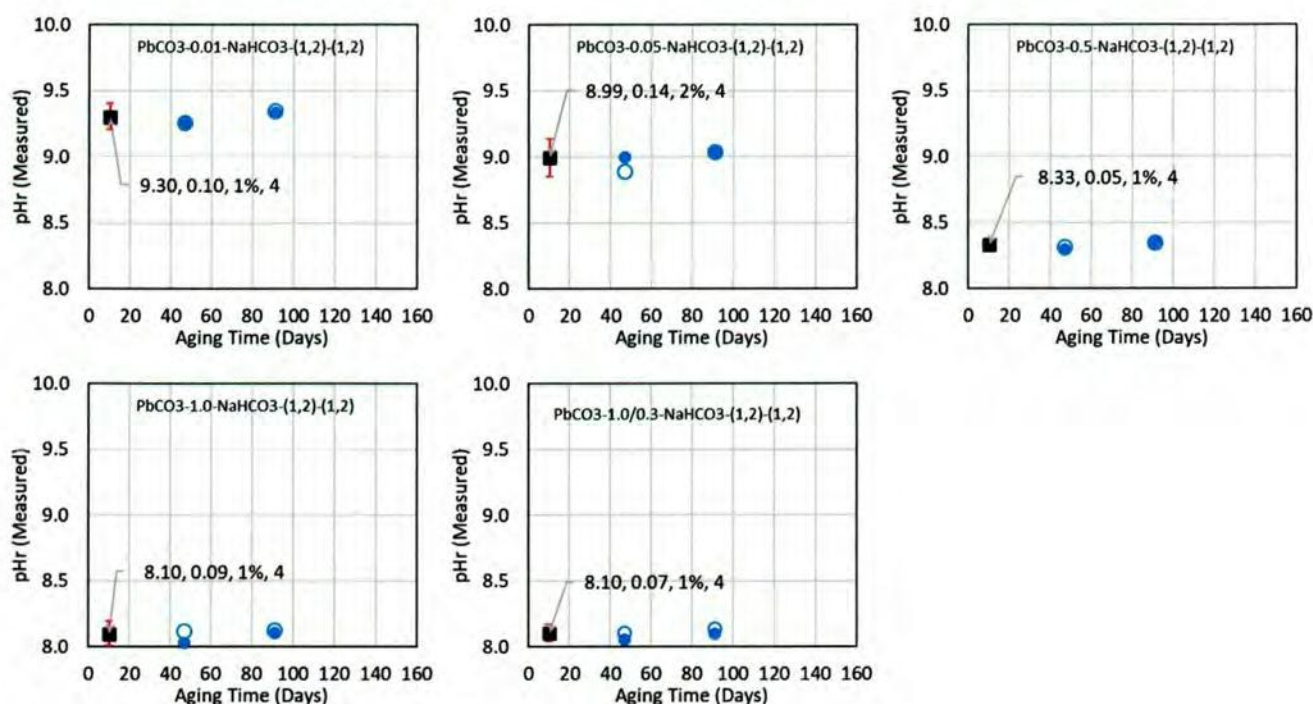 PbCO3-0.01-NaHCO3-(1,2)-(1,2)
pHr (Measured)
10.0
9.5
9.0
8.5
8.0
9.30, 0.10, 1%, 4
0 20 40 60 80 100 120 140 160
Aging Time (Days)
PbCO3-0.05-NaHCO3-(1,2)-(1,2)
pHr (Measured)
10.0
9.5
9.0
8.5
8.0
8.99, 0.14, 2%, 4
0 20 40 60 80 100 120 140 160
Aging Time (Days)
PbCO3-0.5-NaHCO3-(1,2)-(1,2)
pHr (Measured)
10.0
9.5
9.0
8.5
8.0
8.33, 0.05, 1%, 4
0 20 40 60 80 100 120 140 160
Aging Time (Days)
PbCO3-1.0-NaHCO3-(1,2)-(1,2)
pHr (Measured)
10.0
9.5
9.0
8.5
8.0
8.10, 0.09, 1%, 4
0 20 40 60 80 100 120 140 160
Aging Time (Days)
PbCO3-1.0/0.3-NaHCO3-(1,2)-(1,2)
pHr (Measured)
10.0
9.5
9.0
8.5
8.0
8.10, 0.07, 1%, 4
0 20 40 60 80 100 120 140 160
Aging Time (Days)